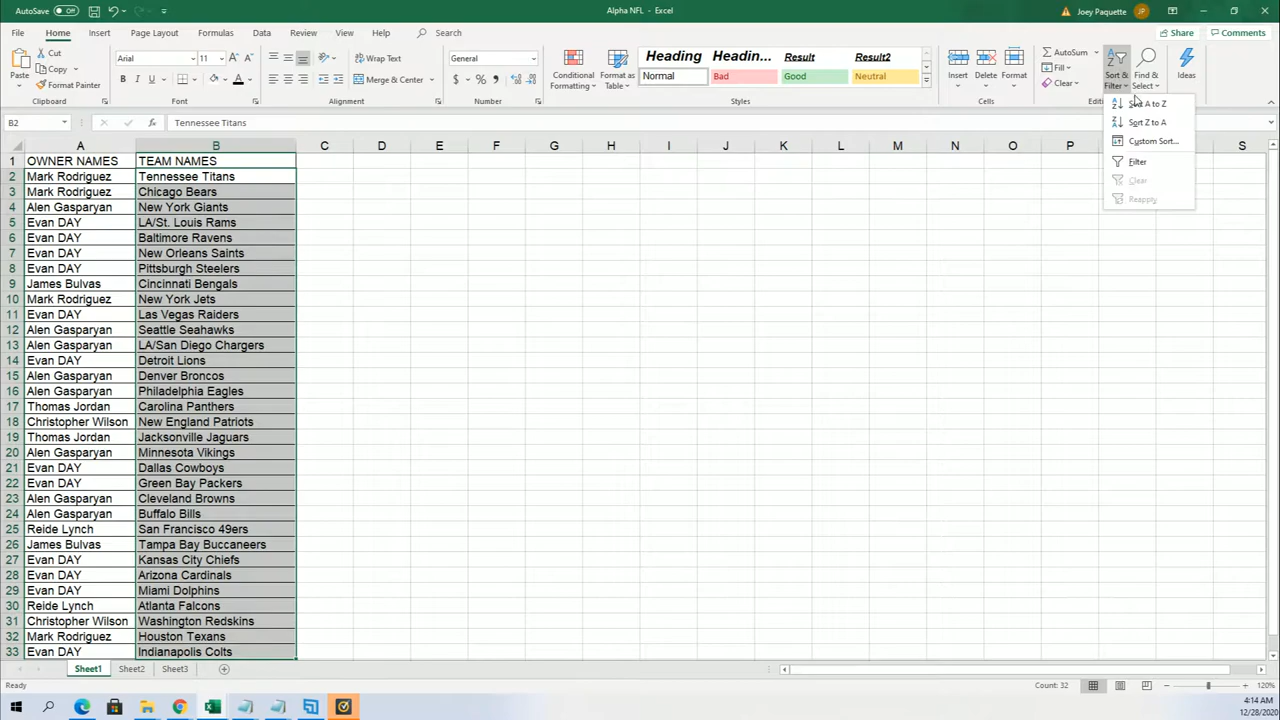 AutoSave Off
Alpha NFL - Excel
Joey Paquette JP
File Home Insert Page Layout Formulas Data Review View Help Search
Share Comments
Paste
Cut
Copy
Format Painter
Clipboard
Arial 11
B I U
Font
Wrap Text
Merge & Center
Alignment
General
$ % ,
Number
Conditional Formatting
Format as Table
Heading Headin... Result Result2
Normal Bad Good Neutral
Styles
Insert Delete Format
Cells
AutoSum
Fill
Clear
Sort & Filter
Find & Select
Ideas
Sort A to Z
Sort Z to A
Custom Sort...
Filter
Clear
Reapply
B2 fx Tennessee Titans
A B C D E F G H I J K L M N O P S
1 OWNER NAMES TEAM NAMES
2 Mark Rodriguez Tennessee Titans
3 Mark Rodriguez Chicago Bears
4 Alen Gasparyan New York Giants
5 Evan DAY LA/St. Louis Rams
6 Evan DAY Baltimore Ravens
7 Evan DAY New Orleans Saints
8 Evan DAY Pittsburgh Steelers
9 James Bulvas Cincinnati Bengals
10 Mark Rodriguez New York Jets
11 Evan DAY Las Vegas Raiders
12 Alen Gasparyan Seattle Seahawks
13 Alen Gasparyan LA/San Diego Chargers
14 Evan DAY Detroit Lions
15 Alen Gasparyan Denver Broncos
16 Alen Gasparyan Philadelphia Eagles
17 Thomas Jordan Carolina Panthers
18 Christopher Wilson New England Patriots
19 Thomas Jordan Jacksonville Jaguars
20 Alen Gasparyan Minnesota Vikings
21 Evan DAY Dallas Cowboys
22 Evan DAY Green Bay Packers
23 Alen Gasparyan Cleveland Browns
24 Alen Gasparyan Buffalo Bills
25 Reide Lynch San Francisco 49ers
26 James Bulvas Tampa Bay Buccaneers
27 Evan DAY Kansas City Chiefs
28 Evan DAY Arizona Cardinals
29 Evan DAY Miami Dolphins
30 Reide Lynch Atlanta Falcons
31 Christopher Wilson Washington Redskins
32 Mark Rodriguez Houston Texans
33 Evan DAY Indianapolis Colts
Sheet1 Sheet2 Sheet3
Ready
Count: 32
120%
4:14 AM
12/28/2020